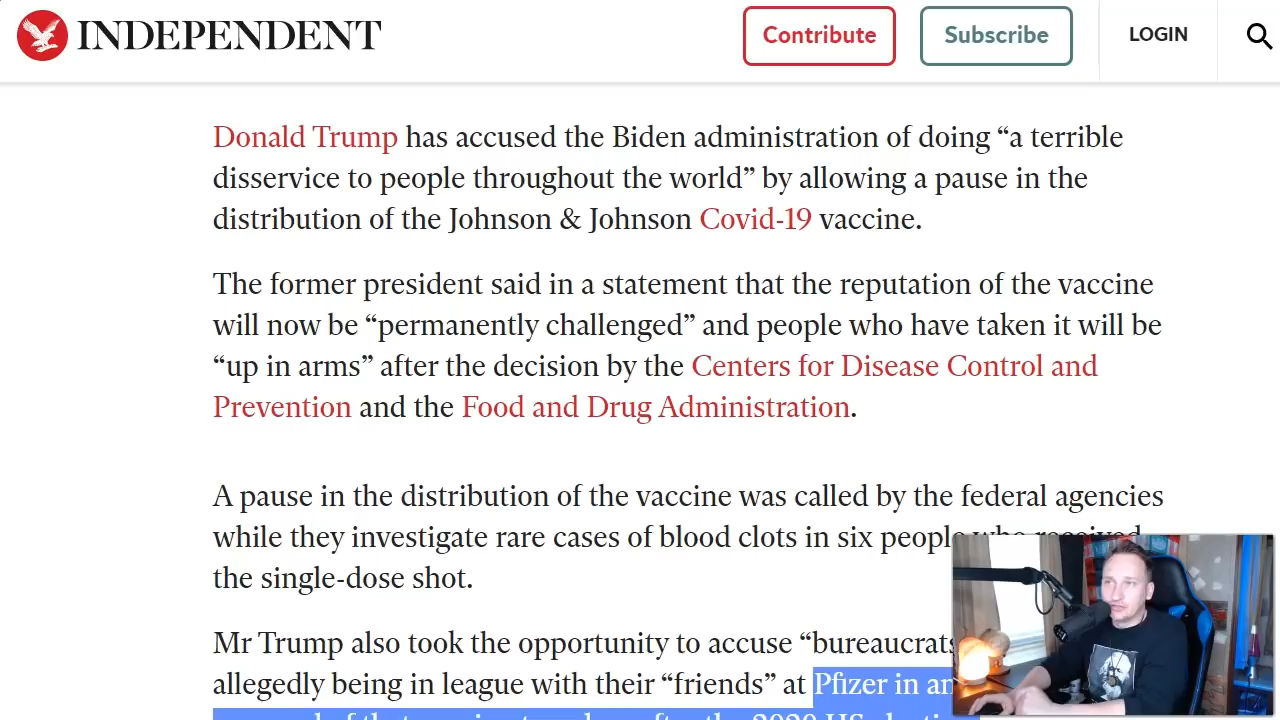 INDEPENDENT
Contribute
Subscribe
LOGIN
Donald Trump has accused the Biden administration of doing “a terrible
disservice to people throughout the world” by allowing a pause in the
distribution of the Johnson & Johnson Covid-19 vaccine.
The former president said in a statement that the reputation of the vaccine
will now be “permanently challenged” and people who have taken it will be
“up in arms” after the decision by the Centers for Disease Control and
Prevention and the Food and Drug Administration.
A pause in the distribution of the vaccine was called by the federal agencies
while they investigate rare cases of blood clots in six people who received
the single-dose shot.
Mr Trump also took the opportunity to accuse “bureaucrats
allegedly being in league with their “friends” at Pfizer in an